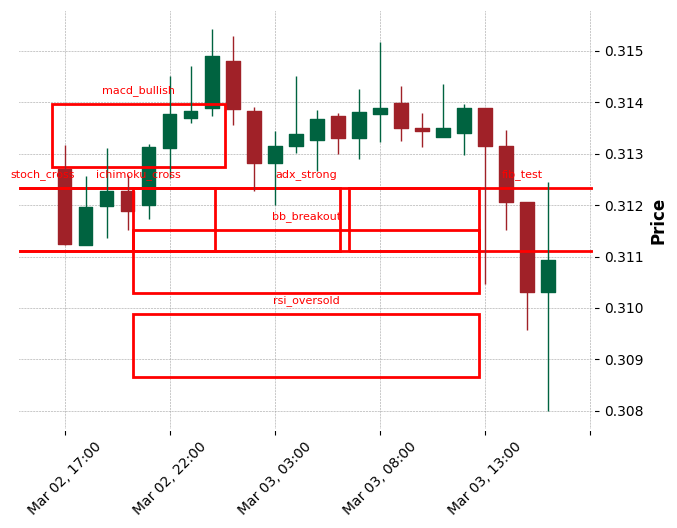 macd_bullish
stoch_cross
ichimoku_cross
adx_strong
bb_breakout
rsi_oversold
0.315
0.314
0.313
0.312
0.311
0.310
0.309
0.308
Price
Mar 02, 17:00
Mar 02, 22:00
Mar 03, 03:00
Mar 03, 08:00
Mar 03, 13:00